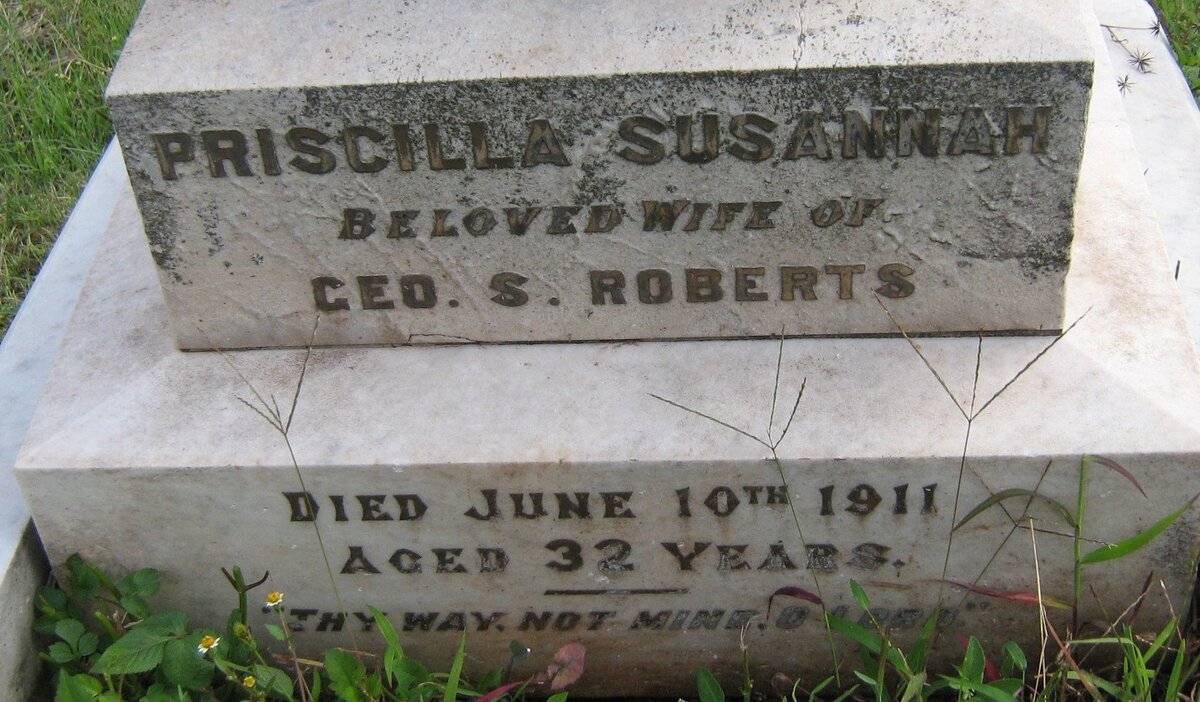 PRISCILLA SUSANNAH
BELOVED WIFE OF
GEO. S. ROBERTS
DIED JUNE 10TH 1911
AGED 32 YEARS.
"THY WAY, NOT MINE, O LORD."